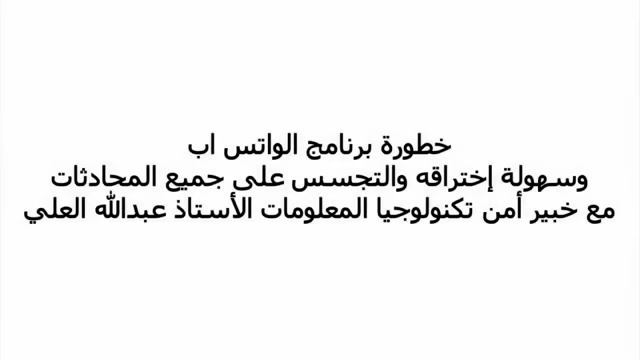 خطورة برنامج الواتس اب
وسهولة إختراقه والتجسس على جميع المحادثات
مع خبير أمن تكنولوجيا المعلومات الأستاذ عبدالله العلي